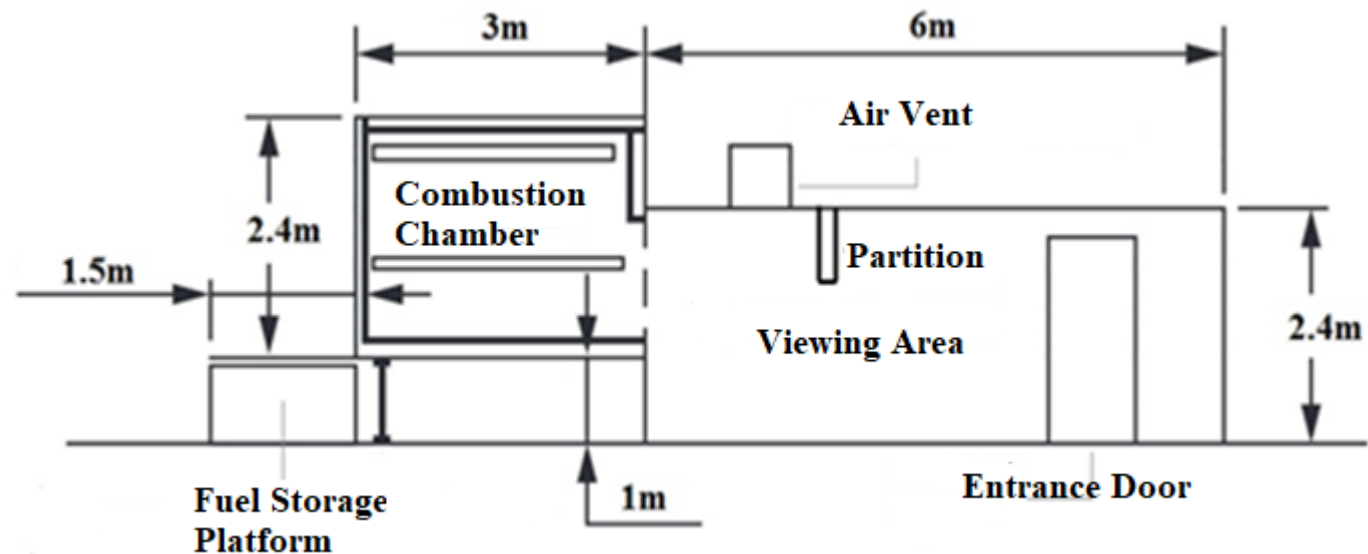 3m
6m
Air Vent
Combustion
Chamber
2.4m
Partition
1.5m
Viewing Area
2.4m
Fuel Storage
Platform
1m
Entrance Door